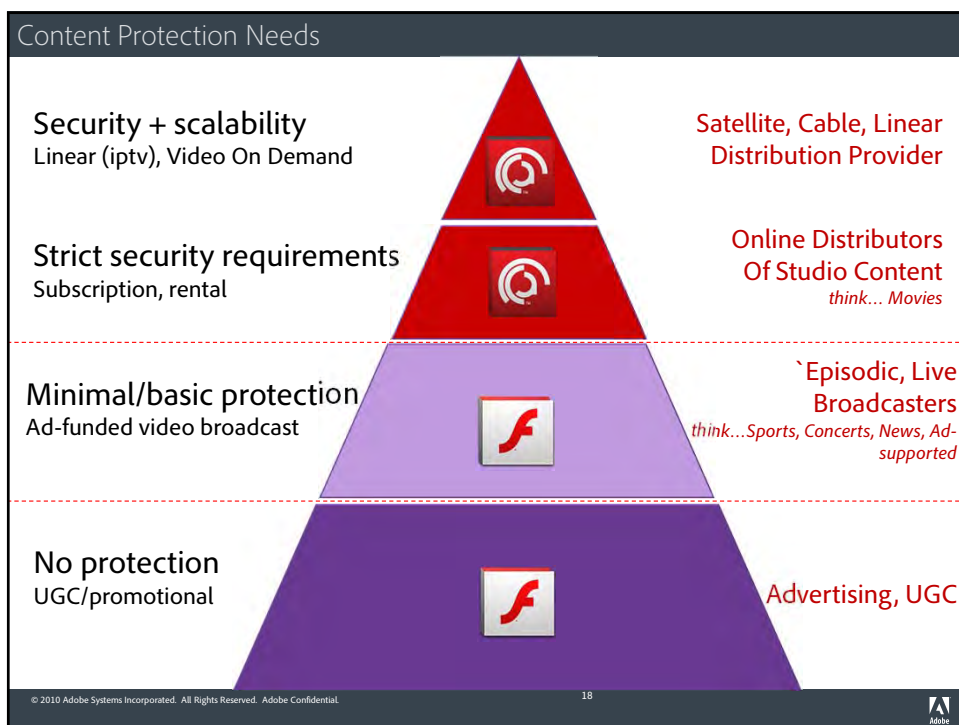 Content Protection Needs
Security + scalability
Linear (iptv), Video On Demand
Satellite, Cable, Linear
Distribution Provider
Strict security requirements
Subscription, rental
Online Distributors
Of Studio Content
think… Movies
Minimal/basic protection
Ad-funded video broadcast
`Episodic, Live
Broadcasters
think…Sports, Concerts, News, Ad-
supported
No protection
UGC/promotional
Advertising, UGC
© 2010 Adobe Systems Incorporated. All Rights Reserved. Adobe Confidential.
18
Adobe